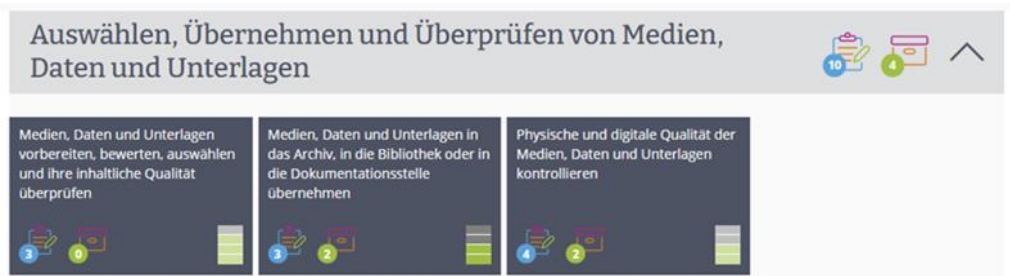 Auswählen, Übernehmen und Überprüfen von Medien,
Daten und Unterlagen
10
4
Medien, Daten und Unterlagen
vorbereiten, bewerten, auswählen
und ihre inhaltliche Qualität
überprüfen
3
0
Medien, Daten und Unterlagen in
das Archiv, in die Bibliothek oder in
die Dokumentationsstelle
übernehmen
3
2
Physische und digitale Qualität der
Medien, Daten und Unterlagen
kontrollieren
4
2